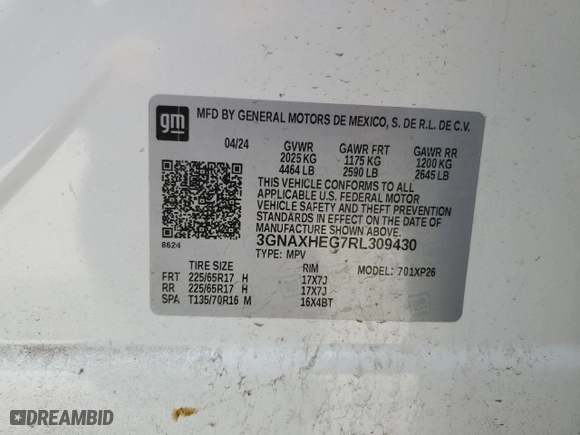 gm
MFD BY GENERAL MOTORS DE MEXICO, S. DE R.L. DE C.V.
04/24 GVWR GAWR FRT GAWR RR
2025 KG 1175 KG 1200 KG
4464 LB 2590 LB 2645 LB
THIS VEHICLE CONFORMS TO ALL
APPLICABLE U.S. FEDERAL MOTOR
VEHICLE SAFETY AND THEFT
PREVENTION STANDARDS IN
EFFECT ON THE DATE OF
MANUFACTURE SHOWN ABOVE.
8624 3GNAXHEG7RL309430
TYPE: MPV
TIRE SIZE RIM MODEL: 701XP26
FRT 225/65R17 H 17X7J
RR 225/65R17 H 17X7J
SPA T135/70R16 M 16X4BT
DREAMBID